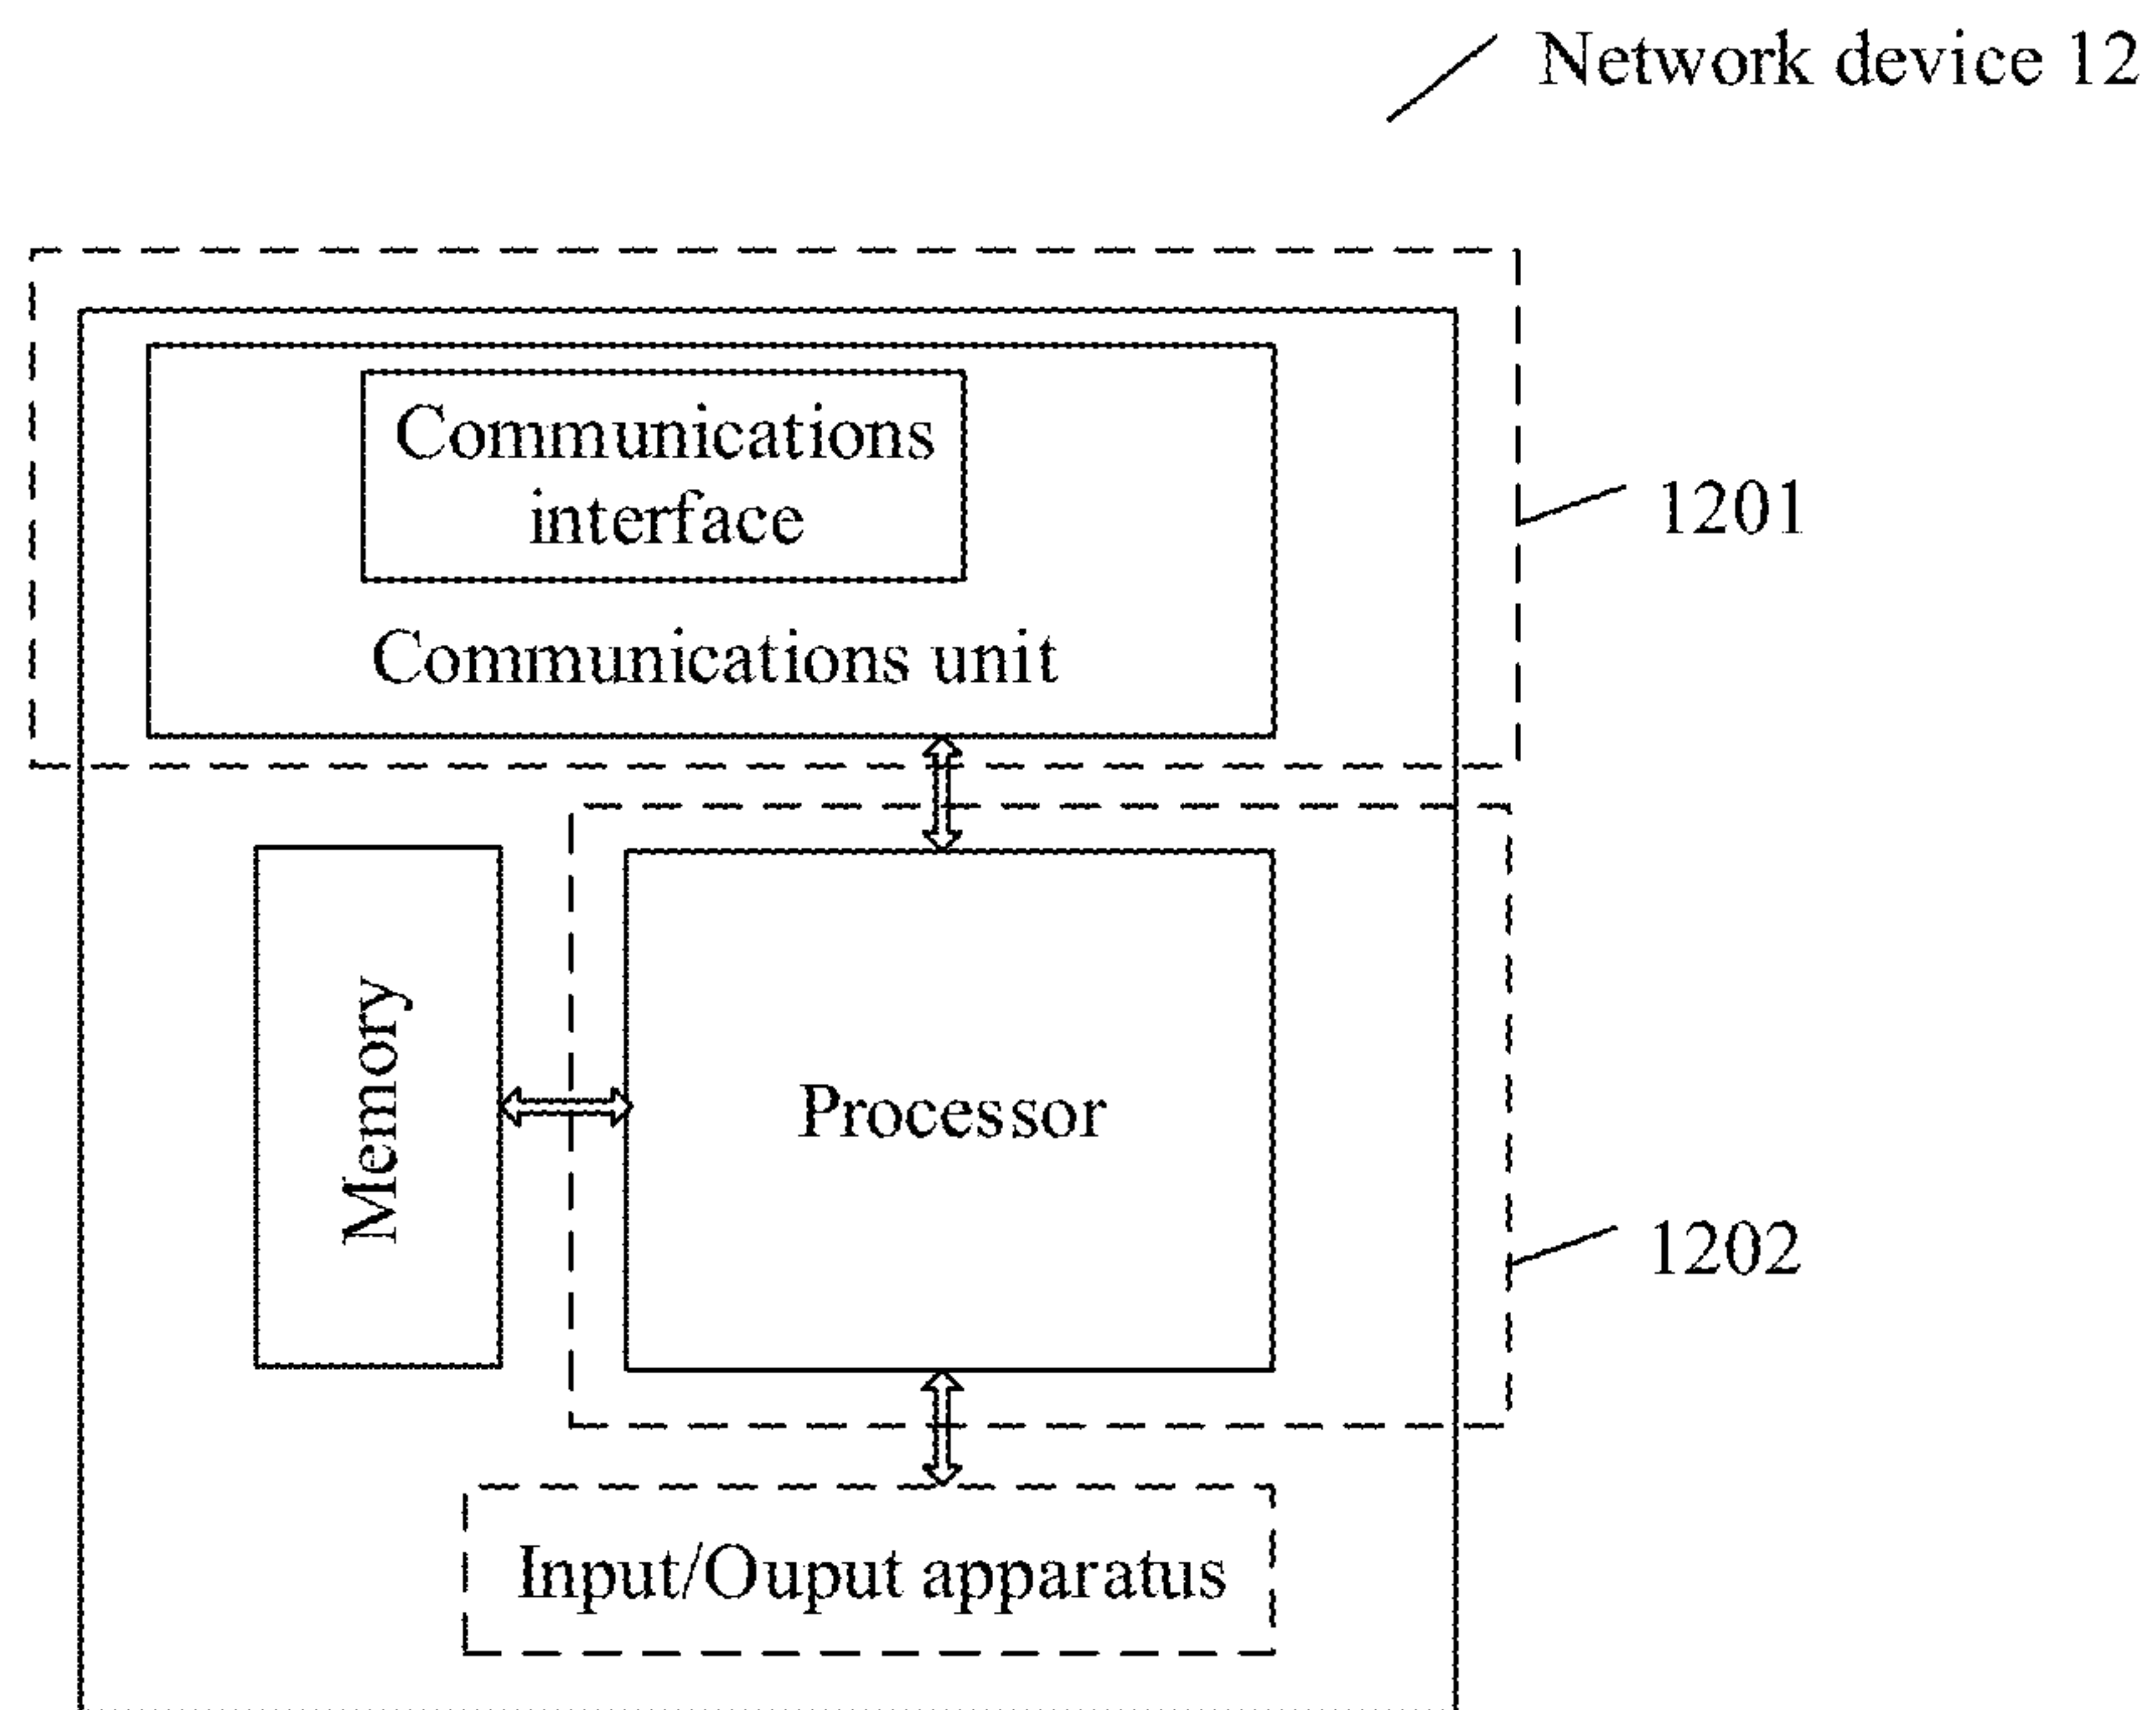 Network device 12
Communications
interface
1201
Communications unit
Memory
Processor
1202
Input/Ouput apparatus